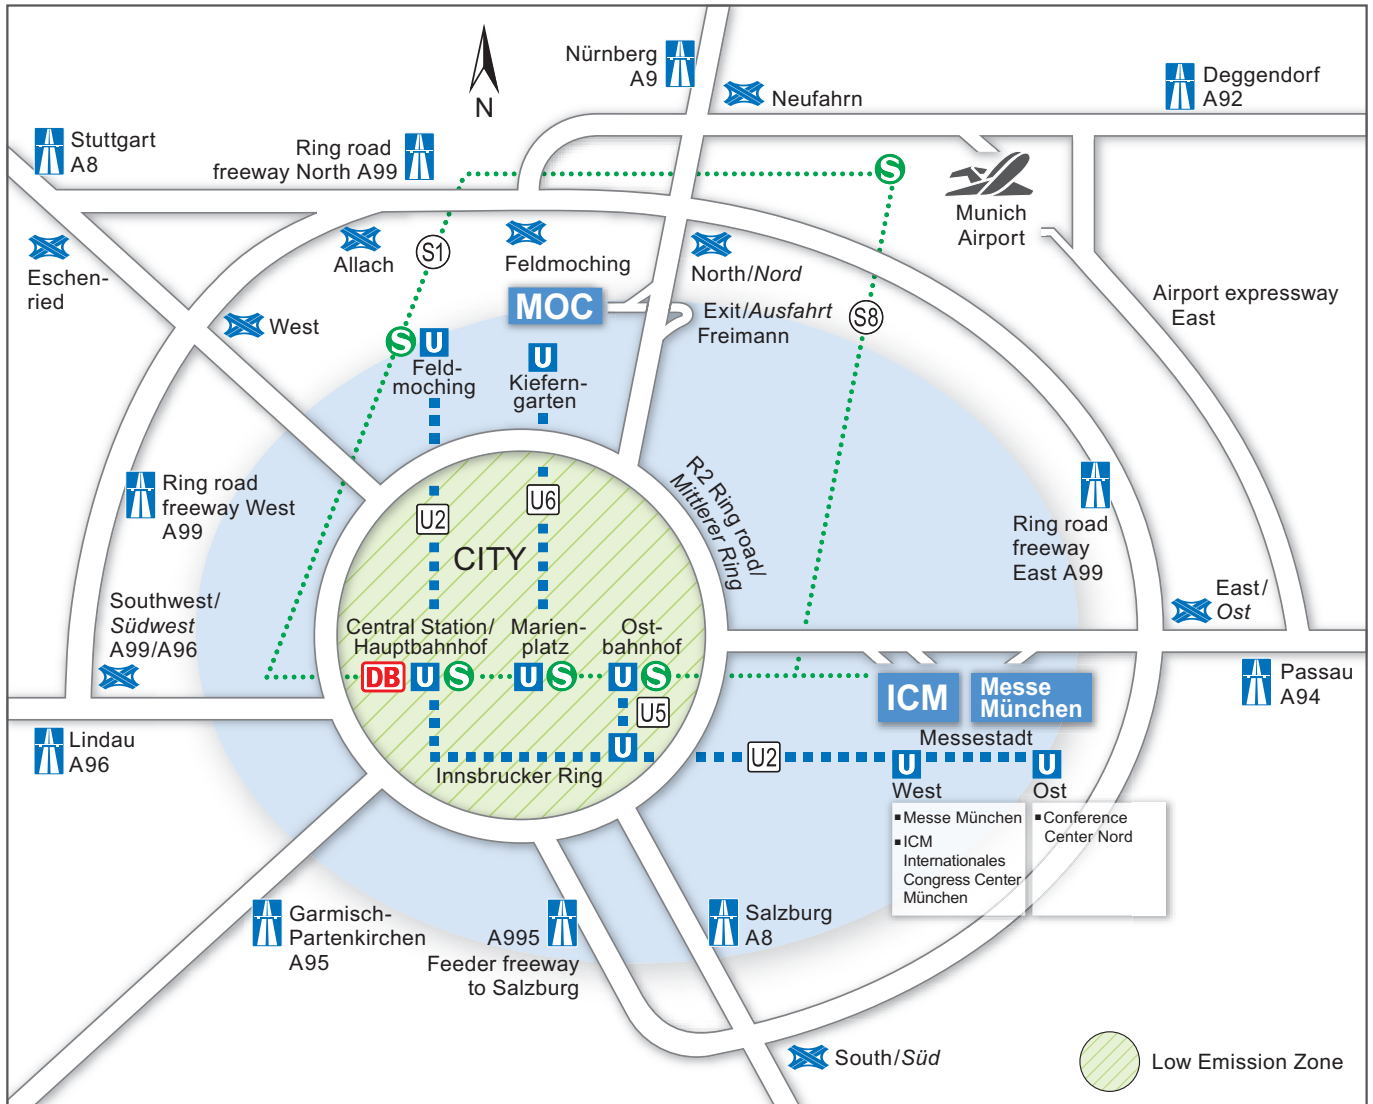 Nürnberg
A9
N
Neufahrn
Deggendorf
A92
Stuttgart
A8
Ring road
freeway North A99
S
Munich
Airport
Eschen-
ried
Allach
S1
Feldmoching
North/Nord
MOC
Exit/Ausfahrt
Freimann
S8
Airport expressway
East
West
S U
Feld-
moching
U
Kiefern-
garten
R2 Ring road/
Mittlerer Ring
Ring road
freeway West
A99
U2
U6
CITY
Ring road
freeway
East A99
Southwest/
Südwest
A99/A96
East/
Ost
Central Station/
Hauptbahnhof
DB U S
Marien-
platz
U S
Ost-
bahnhof
U S
U5
U
Innsbrucker Ring
ICM
Messe
München
Passau
A94
Lindau
A96
U2
Messestadt
U
West
U
Ost
Messe München
ICM
Internationales
Congress Center
München
Conference
Center Nord
Garmisch-
Partenkirchen
A95
A995
Feeder freeway
to Salzburg
Salzburg
A8
South/Süd
Low Emission Zone